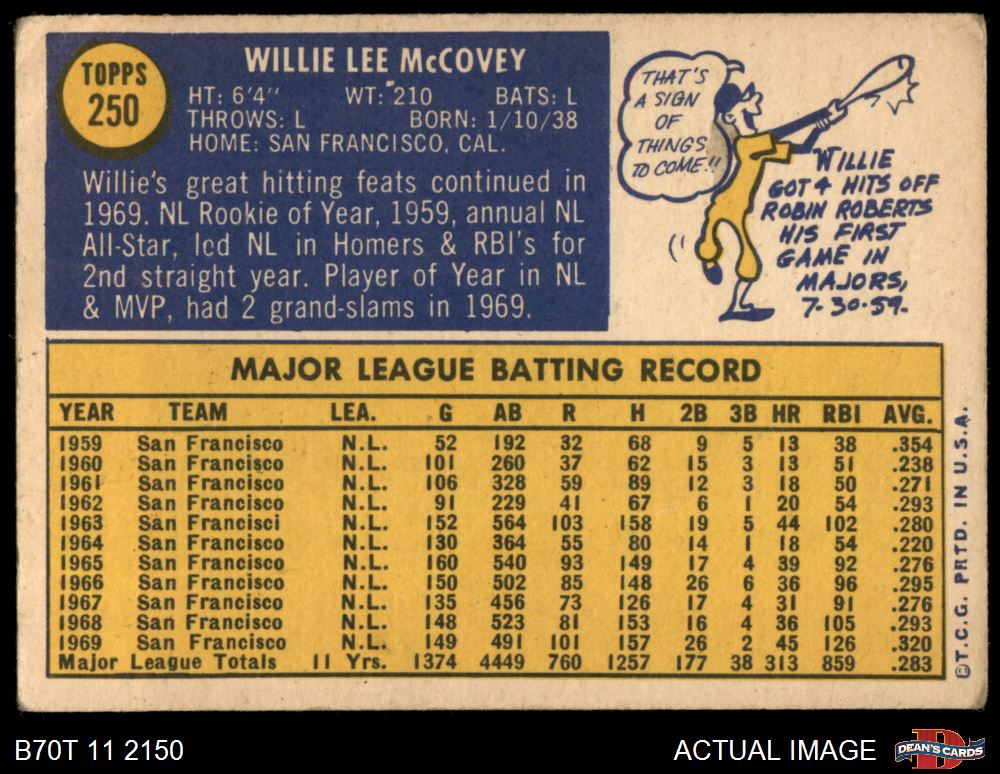 TOPPS
250
WILLIE LEE McCOVEY
HT: 6'4" WT: 210 BATS: L
THROWS: L BORN: 1/10/38
HOME: SAN FRANCISCO, CAL.
Willie's great hitting feats continued in
1969. NL Rookie of Year, 1959, annual NL
All-Star, led NL in Homers & RBI's for
2nd straight year. Player of Year in NL
& MVP, had 2 grand-slams in 1969.
THAT'S
A SIGN
OF
THINGS
TO COME!!
WILLIE
GOT 4 HITS OFF
ROBIN ROBERTS
HIS FIRST
GAME IN
MAJORS,
7-30-59.
MAJOR LEAGUE BATTING RECORD
YEAR TEAM LEA. G AB R H 2B 3B HR RBI AVG.
1959 San Francisco N.L. 52 192 32 68 9 5 13 38 .354
1960 San Francisco N.L. 101 260 37 62 15 3 13 51 .238
1961 San Francisco N.L. 106 328 59 89 12 3 18 50 .271
1962 San Francisco N.L. 91 229 41 67 6 1 20 54 .293
1963 San Francisci N.L. 152 564 103 158 19 5 44 102 .280
1964 San Francisco N.L. 130 364 55 80 14 1 18 54 .220
1965 San Francisco N.L. 160 540 93 149 17 4 39 92 .276
1966 San Francisco N.L. 150 502 85 148 26 6 36 96 .295
1967 San Francisco N.L. 135 456 73 126 17 4 31 91 .276
1968 San Francisco N.L. 148 523 81 153 16 4 36 105 .293
1969 San Francisco N.L. 149 491 101 157 26 2 45 126 .320
Major League Totals 11 Yrs. 1374 4449 760 1257 177 38 313 859 .283
©T.C.G. PRTD. IN U.S.A.
B70T 11 2150
ACTUAL IMAGE
DEAN'S CARDS